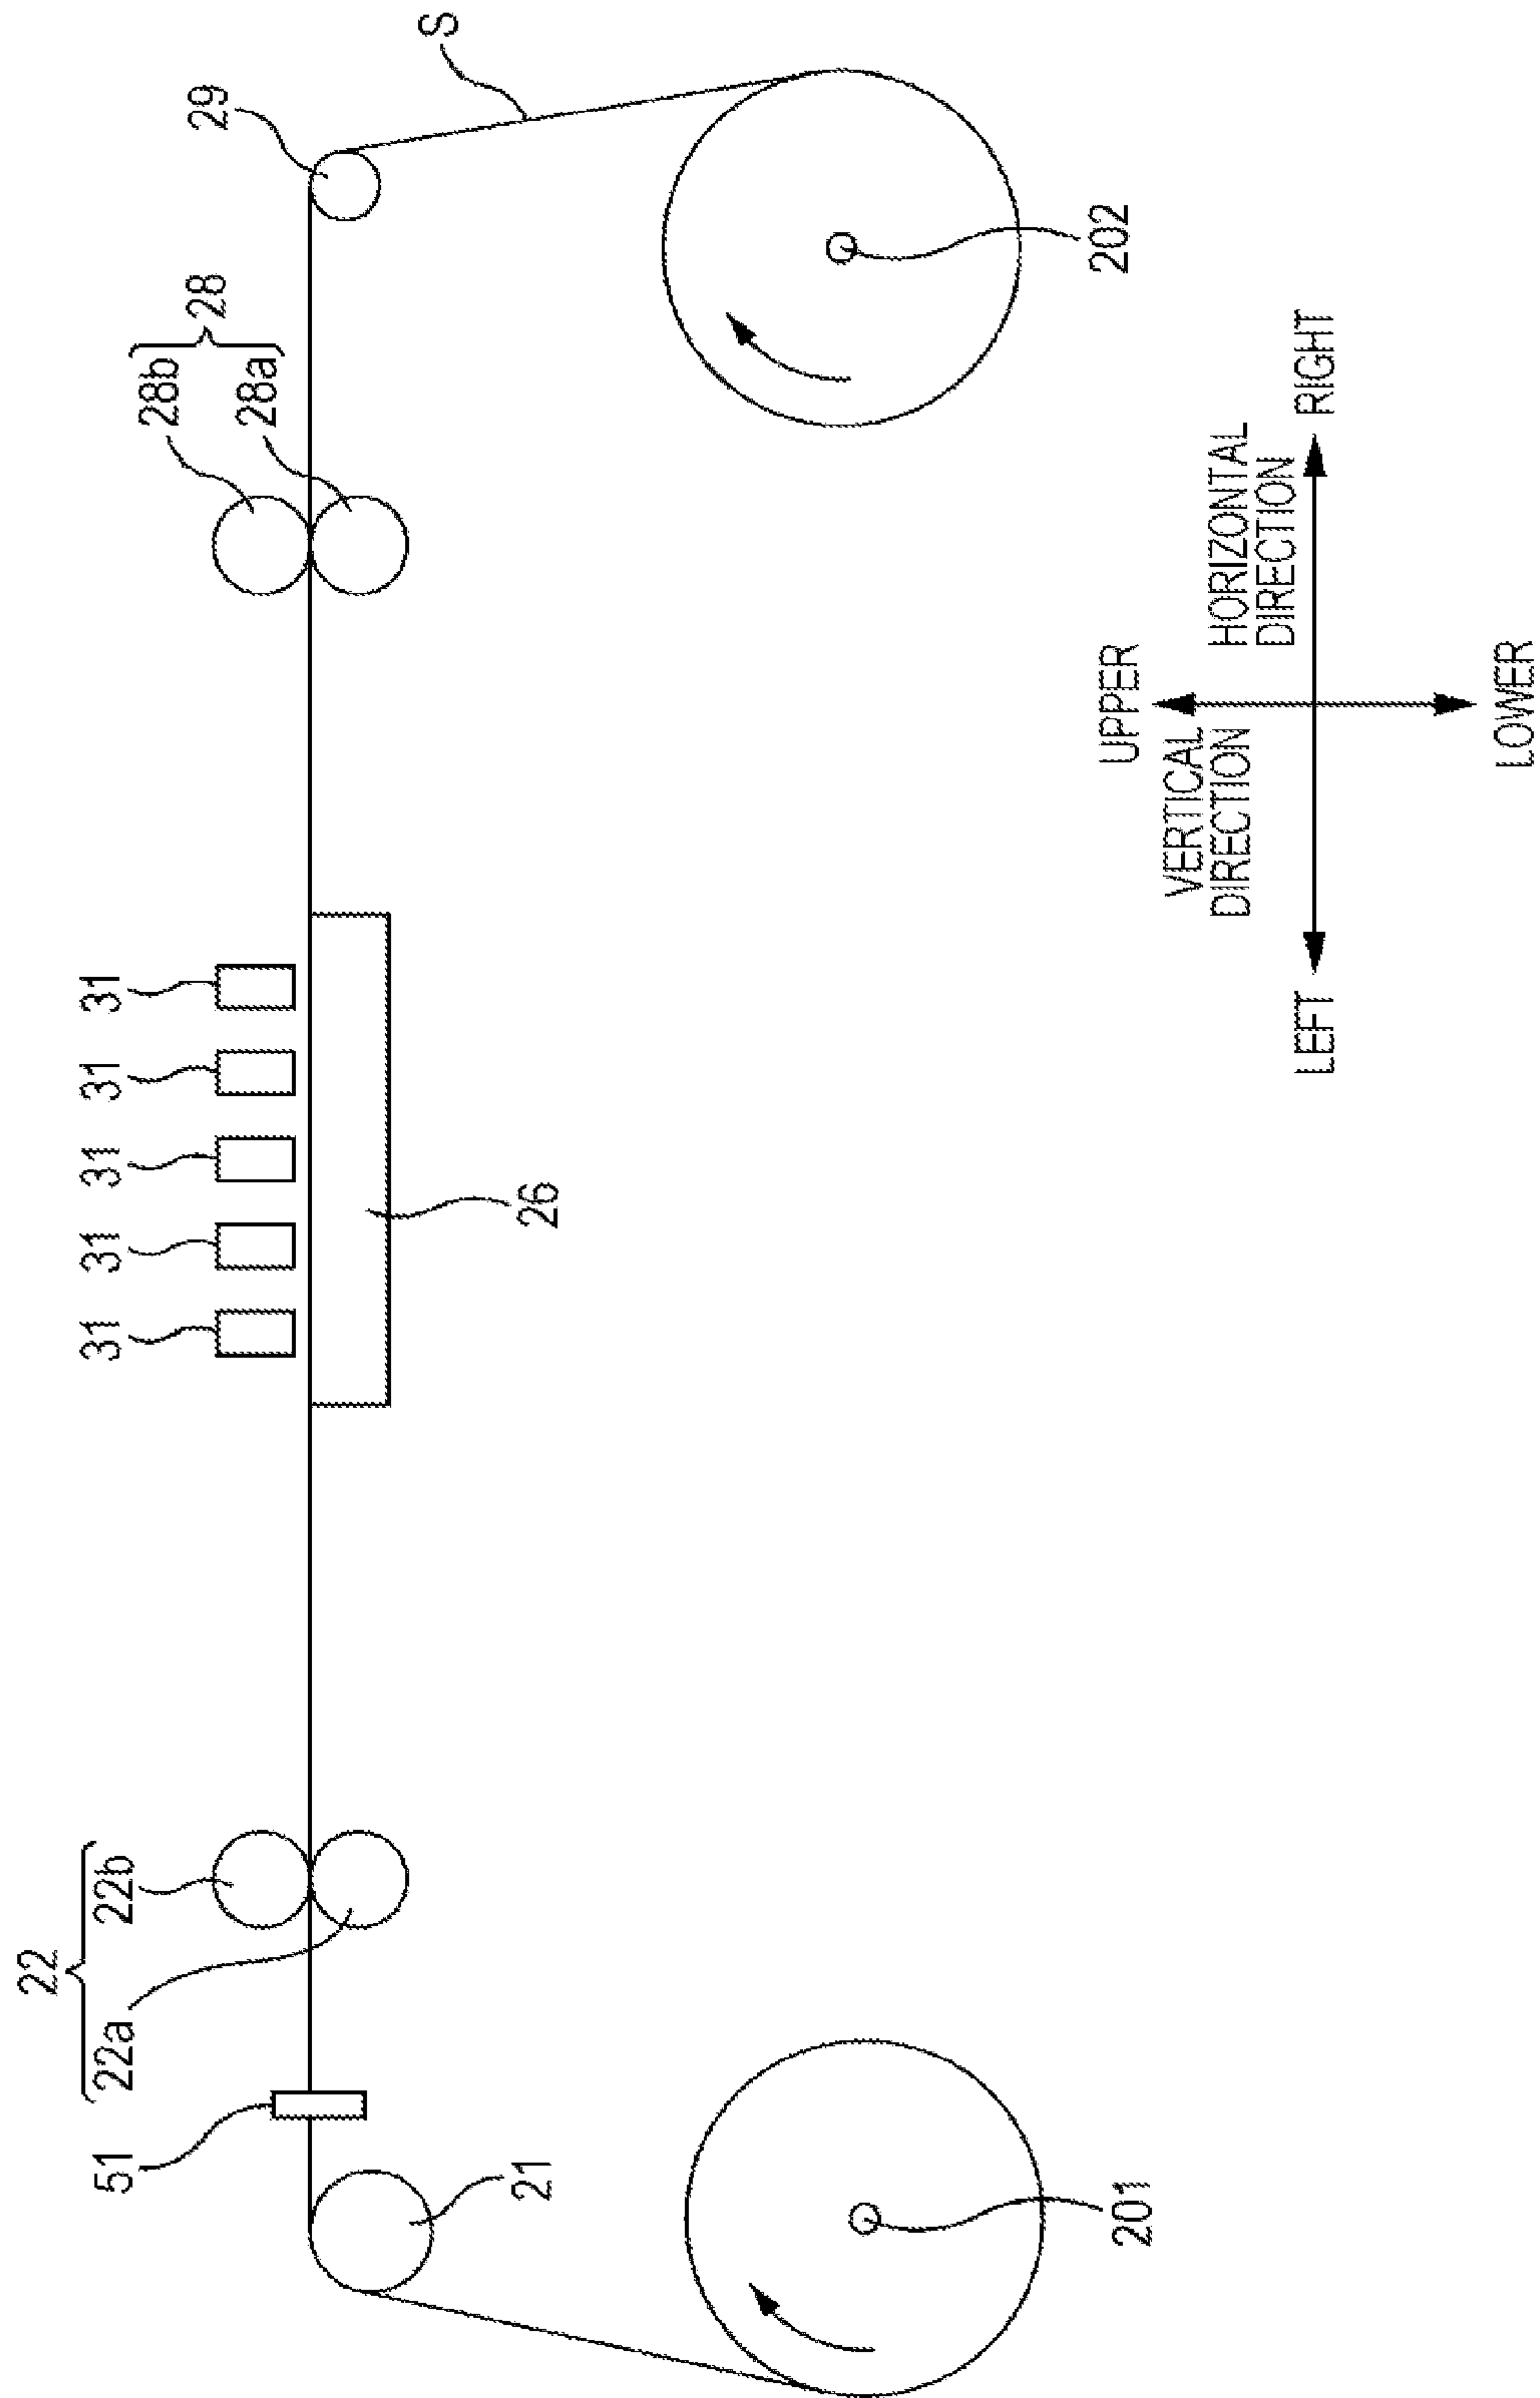 22
22a
22b
51
21
201
31
31
31
31
31
26
28
28b
28a
29
S
202
UPPER
VERTICAL
DIRECTION
HORIZONTAL
DIRECTION
LEFT
RIGHT
LOWER